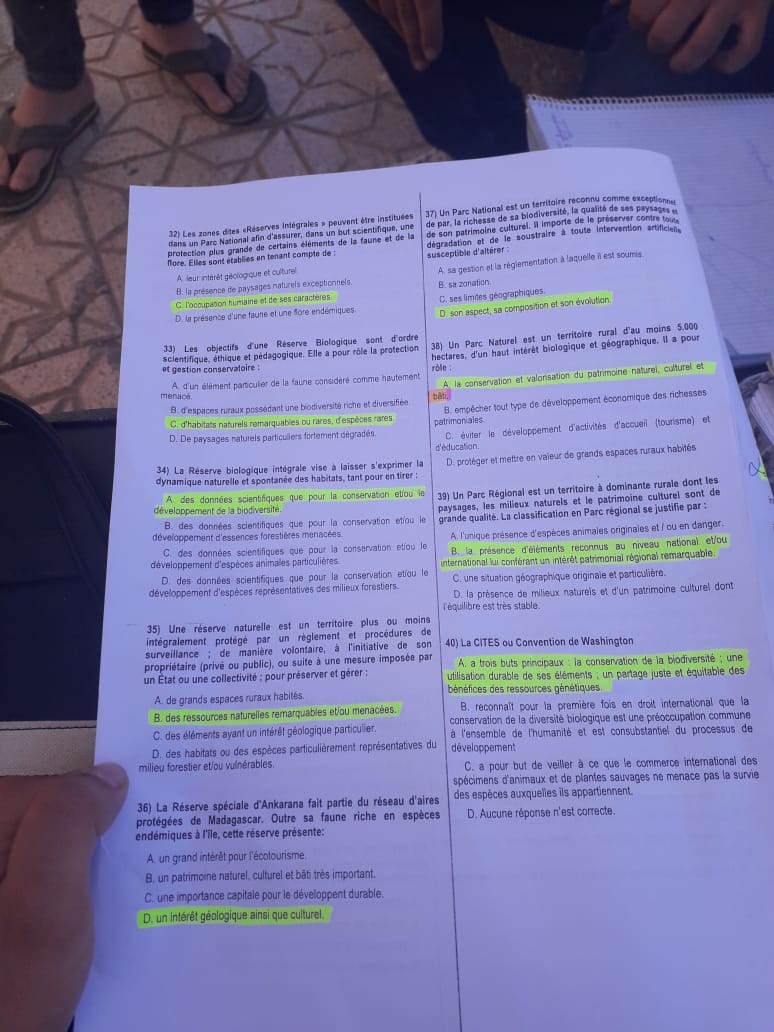 32) Les zones dites «Réserves Intégrales » peuvent être instituées
dans un Parc National afin d'assurer, dans un but scientifique, une
protection plus grande de certains éléments de la faune et de la
flore. Elles sont établies en tenant compte de :
A. leur intérêt géologique et culturel.
B. la présence de paysages naturels exceptionnels.
C. l'occupation humaine et de ses caractères.
D. la présence d'une faune et une flore endémiques.
33) Les objectifs d'une Réserve Biologique sont d'ordre
scientifique, éthique et pédagogique. Elle a pour rôle la protection
et gestion conservatoire :
A. d'un élément particulier de la faune considéré comme hautement
menacé.
B. d'espaces ruraux possédant une biodiversité riche et diversifiée.
C. d'habitats naturels remarquables ou rares, d'espèces rares.
D. De paysages naturels particuliers fortement dégradés.
34) La Réserve biologique intégrale vise à laisser s'exprimer la
dynamique naturelle et spontanée des habitats, tant pour en tirer :
A. des données scientifiques que pour la conservation et/ou le
développement de la biodiversité.
B. des données scientifiques que pour la conservation et/ou le
développement d'essences forestières menacées.
C. des données scientifiques que pour la conservation et/ou le
développement d'espèces animales particulières.
D. des données scientifiques que pour la conservation et/ou le
développement d'espèces représentatives des milieux forestiers.
35) Une réserve naturelle est un territoire plus ou moins
intégralement protégé par un règlement et procédures de
surveillance ; de manière volontaire, à l'initiative de son
propriétaire (privé ou public), ou suite à une mesure imposée par
un État ou une collectivité ; pour préserver et gérer :
A. de grands espaces ruraux habités.
B. des ressources naturelles remarquables et/ou menacées.
C. des éléments ayant un intérêt géologique particulier.
D. des habitats ou des espèces particulièrement représentatives du
milieu forestier et/ou vulnérables.
36) La Réserve spéciale d'Ankarana fait partie du réseau d'aires
protégées de Madagascar. Outre sa faune riche en espèces
endémiques à l'île, cette réserve présente:
A. un grand intérêt pour l'écotourisme.
B. un patrimoine naturel, culturel et bâti très important.
C. une importance capitale pour le développent durable.
D. un intérêt géologique ainsi que culturel.
37) Un Parc National est un territoire reconnu comme exceptionnel
de par, la richesse de sa biodiversité, la qualité de ses paysages et
de son patrimoine culturel. Il importe de le préserver contre toute
dégradation et de le soustraire à toute intervention artificielle
susceptible d'altérer :
A. sa gestion et la réglementation à laquelle il est soumis.
B. sa zonation.
C. ses limites géographiques.
D. son aspect, sa composition et son évolution.
38) Un Parc Naturel est un territoire rural d'au moins 5.000
hectares, d'un haut intérêt biologique et géographique. Il a pour
rôle :
A. la conservation et valorisation du patrimoine naturel, culturel et
bâti.
B. empêcher tout type de développement économique des richesses
patrimoniales.
C. éviter le développement d'activités d'accueil (tourisme) et
d'éducation.
D. protéger et mettre en valeur de grands espaces ruraux habités
39) Un Parc Régional est un territoire à dominante rurale dont les
paysages, les milieux naturels et le patrimoine culturel sont de
grande qualité. La classification en Parc régional se justifie par :
A. l'unique présence d'espèces animales originales et / ou en danger.
B. la présence d'éléments reconnus au niveau national et/ou
international lui conférant un intérêt patrimonial régional remarquable.
C. une situation géographique originale et particulière.
D. la présence de milieux naturels et d'un patrimoine culturel dont
l'équilibre est très stable.
40) La CITES ou Convention de Washington
A. a trois buts principaux : la conservation de la biodiversité ; une
utilisation durable de ses éléments ; un partage juste et équitable des
bénéfices des ressources génétiques.
B. reconnaît pour la première fois en droit international que la
conservation de la diversité biologique est une préoccupation commune
à l'ensemble de l'humanité et est consubstantiel du processus de
développement
C. a pour but de veiller à ce que le commerce international des
spécimens d'animaux et de plantes sauvages ne menace pas la survie
des espèces auxquelles ils appartiennent.
D. Aucune réponse n'est correcte.